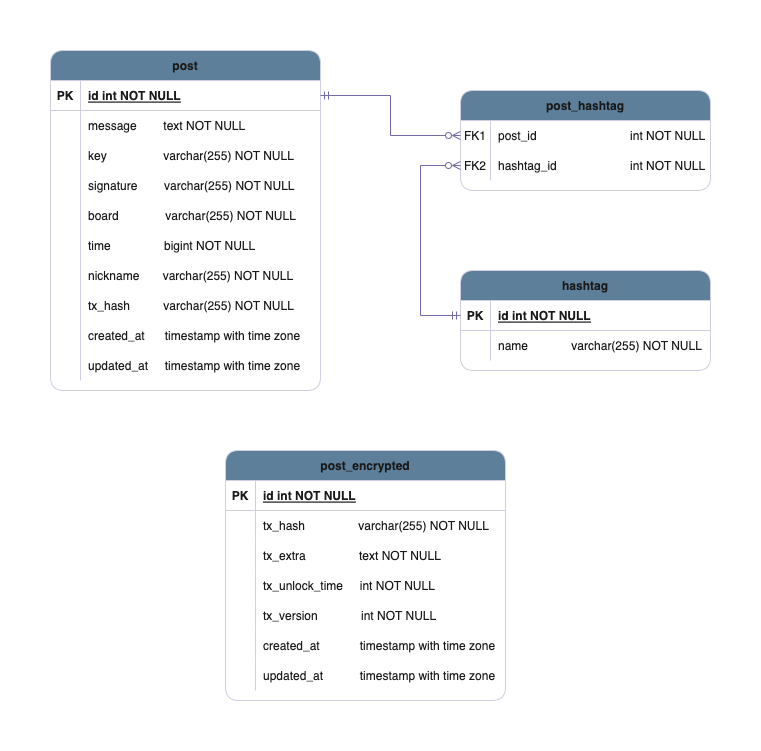 post
PK id int NOT NULL
message text NOT NULL
key varchar(255) NOT NULL
signature varchar(255) NOT NULL
board varchar(255) NOT NULL
time bigint NOT NULL
nickname varchar(255) NOT NULL
tx_hash varchar(255) NOT NULL
created_at timestamp with time zone
updated_at timestamp with time zone
post_hashtag
FK1 post_id int NOT NULL
FK2 hashtag_id int NOT NULL
hashtag
PK id int NOT NULL
name varchar(255) NOT NULL
post_encrypted
PK id int NOT NULL
tx_hash varchar(255) NOT NULL
tx_extra text NOT NULL
tx_unlock_time int NOT NULL
tx_version int NOT NULL
created_at timestamp with time zone
updated_at timestamp with time zone